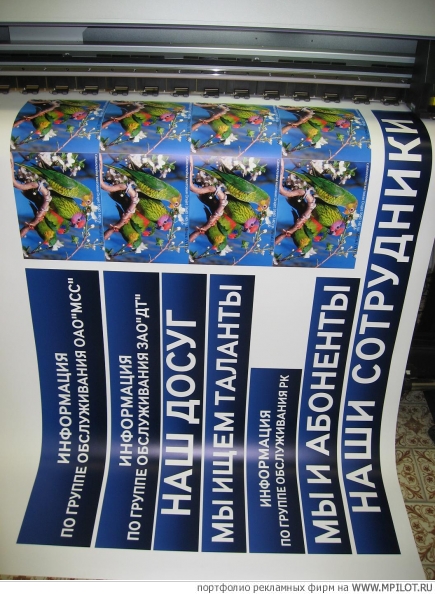 ИНФОРМАЦИЯ
ПО ГРУППЕ ОБСЛУЖИВАНИЯ ОАО"МСС"
ИНФОРМАЦИЯ
ПО ГРУППЕ ОБСЛУЖИВАНИЯ ЗАО"ДТ"
НАШ ДОСУГ
МЫ ИЩЕМ ТАЛАНТЫ
ИНФОРМАЦИЯ
ПО ГРУППЕ ОБСЛУЖИВАНИЯ РК
МЫ И АБОНЕНТЫ
НАШИ СОТРУДНИКИ
портфолио рекламных фирм на WWW.MPILOT.RU